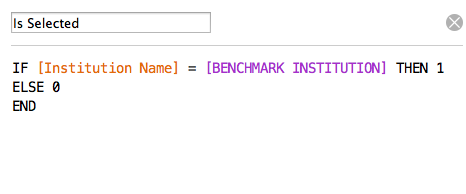 Is Selected
IF [Institution Name] = [BENCHMARK INSTITUTION] THEN 1
ELSE 0
END